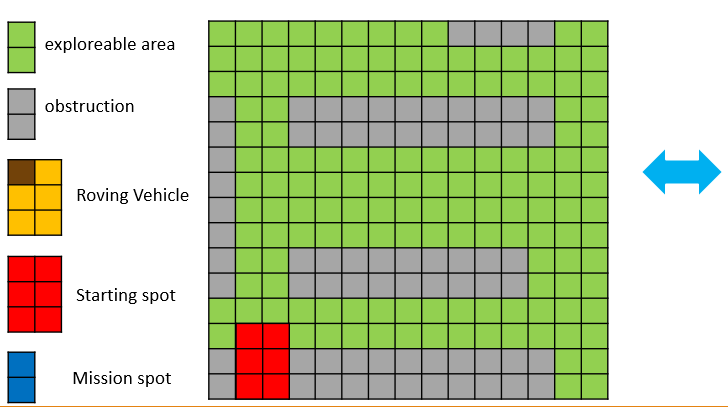 exploreable area
obstruction
Roving Vehicle
Starting spot
Mission spot